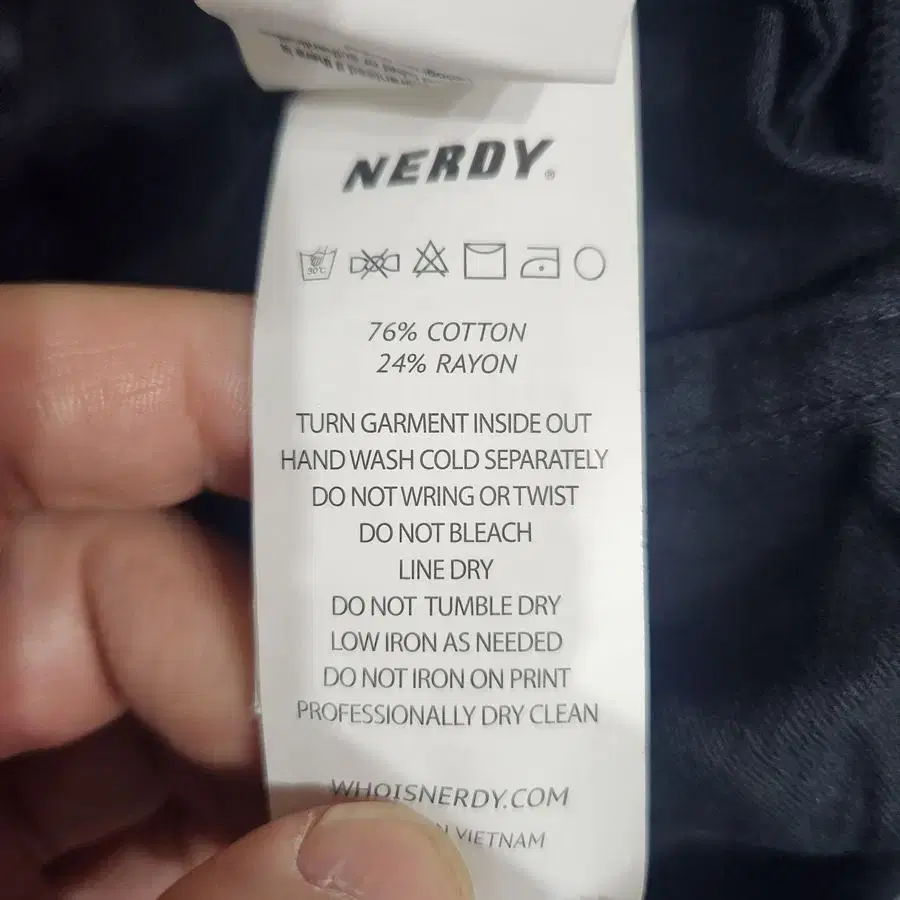 NERDY®
30℃
76% COTTON
24% RAYON
TURN GARMENT INSIDE OUT
HAND WASH COLD SEPARATELY
DO NOT WRING OR TWIST
DO NOT BLEACH
LINE DRY
DO NOT TUMBLE DRY
LOW IRON AS NEEDED
DO NOT IRON ON PRINT
PROFESSIONALLY DRY CLEAN
WHOISNERDY.COM
VIETNAM